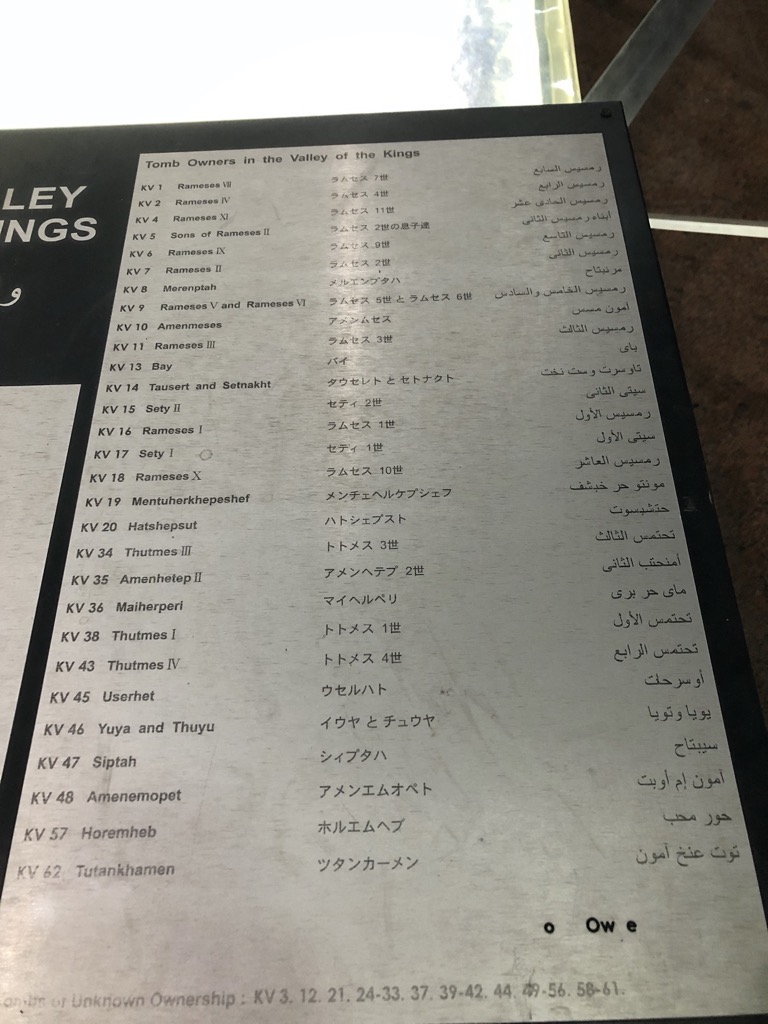 LEY
NGS
و
Tomb Owners in the Valley of the Kings
KV 1 Rameses VII ラムセス 7世 رمسيس السابع
KV 2 Rameses IV ラムセス 4世 رمسيس الرابع
KV 4 Rameses XI ラムセス 11世 رمسيس الحادى عشر
KV 5 Sons of Rameses II ラムセス 2世の息子達 أبناء رمسيس الثانى
KV 6 Rameses IX ラムセス 9世 رمسيس التاسع
KV 7 Rameses II ラムセス 2世 رمسيس الثانى
KV 8 Merenptah メルエンプタハ مرنبتاح
KV 9 Rameses V and Rameses VI ラムセス 5世 と ラムセス 6世 رمسيس الخامس والسادس
KV 10 Amenmeses アメンムセス امون مسس
KV 11 Rameses III ラムセス 3世 رمسيس الثالث
KV 13 Bay バイ باى
KV 14 Tausert and Setnakht タウセレト と セトナクト تاوسرت وست نخت
KV 15 Sety II セティ 2世 سيتى الثانى
KV 16 Rameses I ラムセス 1世 رمسيس الأول
KV 17 Sety I セティ 1世 سيتى الأول
KV 18 Rameses X ラムセス 10世 رمسيس العاشر
KV 19 Mentuherkhepeshef メンチェヘルケプシェフ مونتو حر خبشف
KV 20 Hatshepsut ハトシェプスト حتشبسوت
KV 34 Thutmes III トトメス 3世 تحتمس الثالث
KV 35 Amenhetep II アメンヘテプ 2世 أمنحتب الثانى
KV 36 Maiherperi マイヘルペリ ماى حر برى
KV 38 Thutmes I トトメス 1世 تحتمس الأول
KV 43 Thutmes IV トトメス 4世 تحتمس الرابع
KV 45 Userhet ウセルハト أوسرحات
KV 46 Yuya and Thuyu イウヤ と チュウヤ يويا وتويا
KV 47 Siptah シィプタハ سيبتاح
KV 48 Amenemopet アメンエムオペト آمون إم أوبت
KV 57 Horemheb ホルエムヘブ حور محب
KV 62 Tutankhamen ツタンカーメン توت عنخ آمون
o Ow e
of Unknown Ownership : KV 3. 12. 21. 24-33. 37. 39-42. 44. 49-56. 58-61.